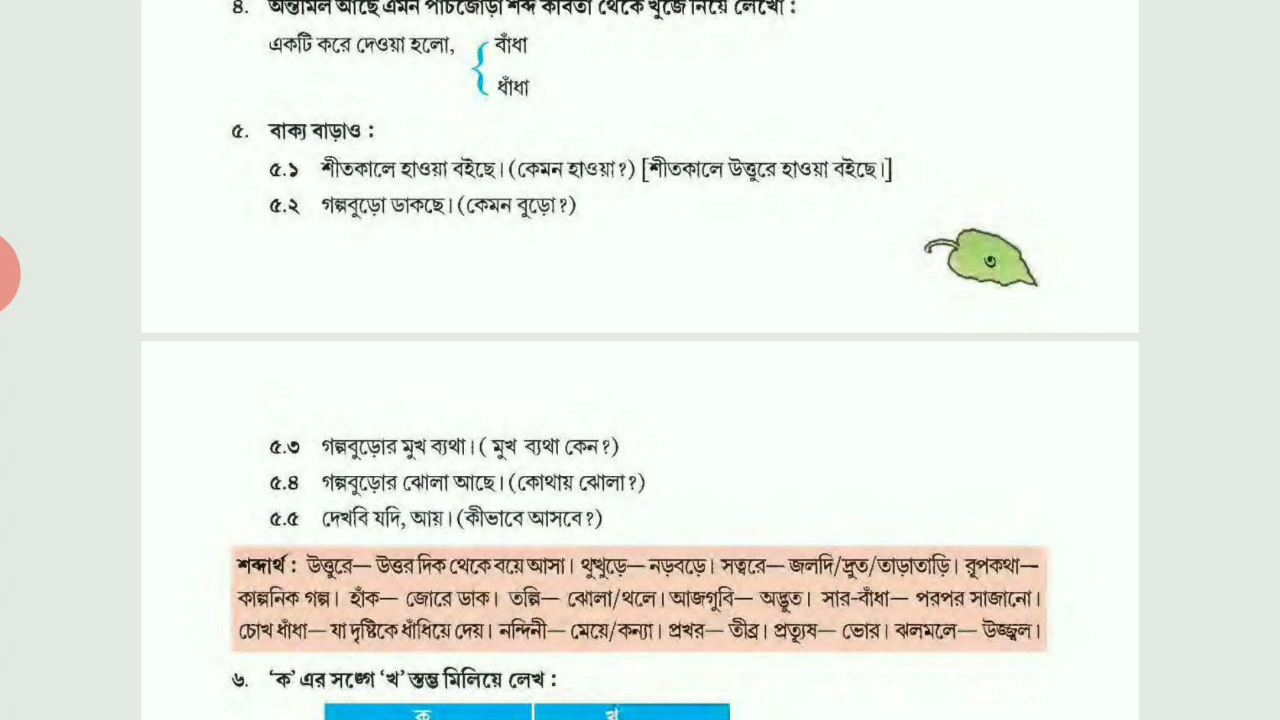 ৪. অন্তমিল আছে এমন পাঁচজোড়া শব্দ কবিতা থেকে খুঁজে নিয়ে লেখো :
একটি করে দেওয়া হলো, { বাঁধা
ধাঁধা
৫. বাক্য বাড়াও :
৫.১ শীতকালে হাওয়া বইছে। (কেমন হাওয়া?) [শীতকালে উত্তুরে হাওয়া বইছে।]
৫.২ গল্পবুড়ো ডাকছে। (কেমন বুড়ো?)
৩
৫.৩ গল্পবুড়োর মুখ ব্যথা। ( মুখ ব্যথা কেন?)
৫.৪ গল্পবুড়োর ঝোলা আছে। (কোথায় ঝোলা?)
৫.৫ দেখবি যদি, আয়। (কীভাবে আসবে?)
শব্দার্থ : উত্তুরে— উত্তর দিক থেকে বয়ে আসা। থুত্থুড়ে— নড়বড়ে। সত্বরে— জলদি/দ্রুত/তাড়াতাড়ি। রূপকথা—
কাল্পনিক গল্প। হাঁক— জোরে ডাক। তল্পি— ঝোলা/থলে। আজগুবি— অদ্ভূত। সার-বাঁধা— পরপর সাজানো।
চোখ ধাঁধা— যা দৃষ্টিকে ধাঁধিয়ে দেয়। নন্দিনী— মেয়ে/কন্যা। প্রখর— তীব্র। প্রত্যূষ— ভোর। ঝলমলে— উজ্জ্বল।
৬. ‘ক’ এর সঙ্গে ‘খ’ স্তম্ভ মিলিয়ে লেখ :
ক খ